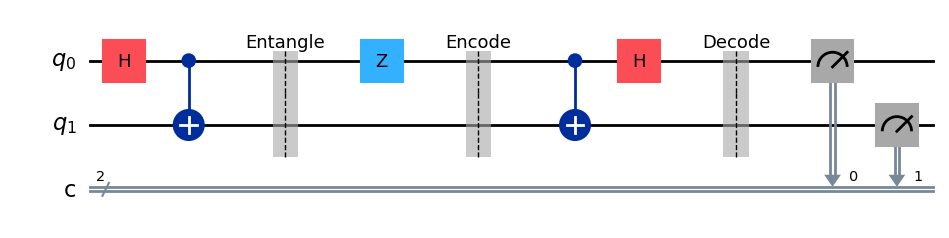 Entangle Encode Decode
q0 H Z H
q1
2 0 1
c